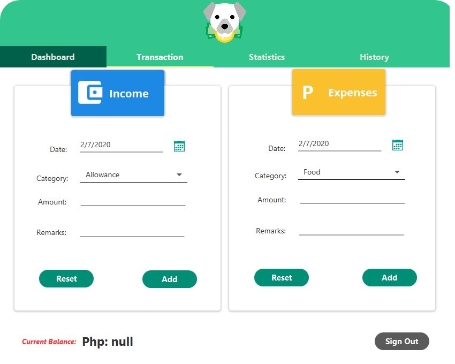 Dashboard Transaction Statistics History
Income
Date: 2/7/2020
Category: Allowance
Amount:
Remarks:
Reset Add
P Expenses
Date: 2/7/2020
Category: Food
Amount:
Remarks:
Reset Add
Current Balance: Php: null
Sign Out